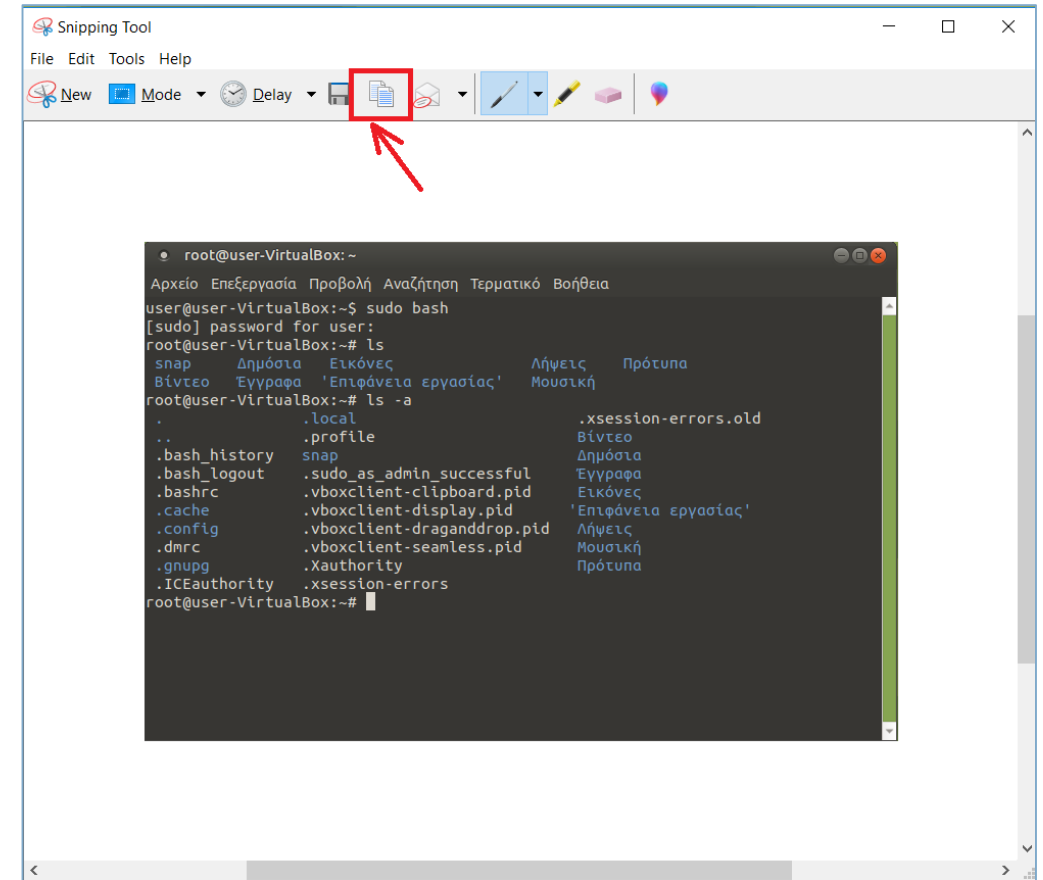 Snipping Tool
File Edit Tools Help
New Mode Delay
root@user-VirtualBox: ~
Αρχείο Επεξεργασία Προβολή Αναζήτηση Τερματικό Βοήθεια
user@user-VirtualBox:~$ sudo bash
[sudo] password for user:
root@user-VirtualBox:~# ls
snap Δημόσια Εικόνες Λήψεις Πρότυπα
Βίντεο Έγγραφα 'Επιφάνεια εργασίας' Μουσική
root@user-VirtualBox:~# ls -a
. .local .xsession-errors.old
.. .profile Βίντεο
.bash_history snap Δημόσια
.bash_logout .sudo_as_admin_successful Έγγραφα
.bashrc .vboxclient-clipboard.pid Εικόνες
.cache .vboxclient-display.pid 'Επιφάνεια εργασίας'
.config .vboxclient-draganddrop.pid Λήψεις
.dmrc .vboxclient-seamless.pid Μουσική
.gnupg .Xauthority Πρότυπα
.ICEauthority .xsession-errors
root@user-VirtualBox:~#